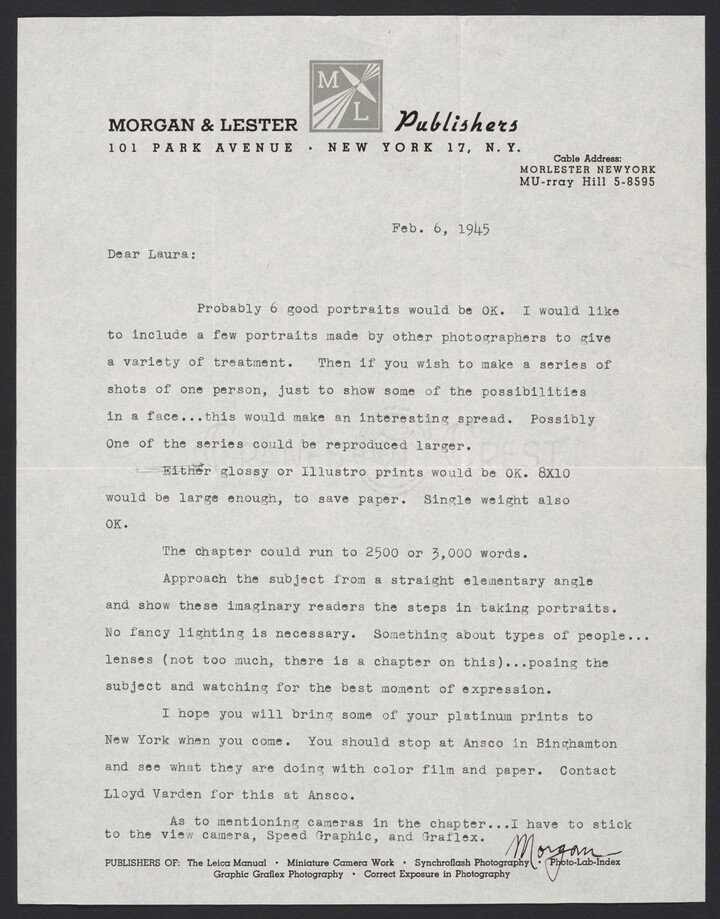 M L
MORGAN & LESTER Publishers
101 PARK AVENUE · NEW YORK 17, N.Y.
Cable Address:
MORLESTER NEWYORK
MU-rray Hill 5-8595
Feb. 6, 1945
Dear Laura:
Probably 6 good portraits would be OK. I would like
to include a few portraits made by other photographers to give
a variety of treatment. Then if you wish to make a series of
shots of one person, just to show some of the possibilities
in a face...this would make an interesting spread. Possibly
One of the series could be reproduced larger.
Either glossy or Illustro prints would be OK. 8X10
would be large enough, to save paper. Single weight also
OK.
The chapter could run to 2500 or 3,000 words.
Approach the subject from a straight elementary angle
and show these imaginary readers the steps in taking portraits.
No fancy lighting is necessary. Something about types of people...
lenses (not too much, there is a chapter on this)...posing the
subject and watching for the best moment of expression.
I hope you will bring some of your platinum prints to
New York when you come. You should stop at Ansco in Binghamton
and see what they are doing with color film and paper. Contact
Lloyd Varden for this at Ansco.
As to mentioning cameras in the chapter...I have to stick
to the view camera, Speed Graphic, and Graflex.
Morgan
PUBLISHERS OF: The Leica Manual • Miniature Camera Work • Synchroflash Photography • Photo-Lab-Index
Graphic Graflex Photography • Correct Exposure in Photography